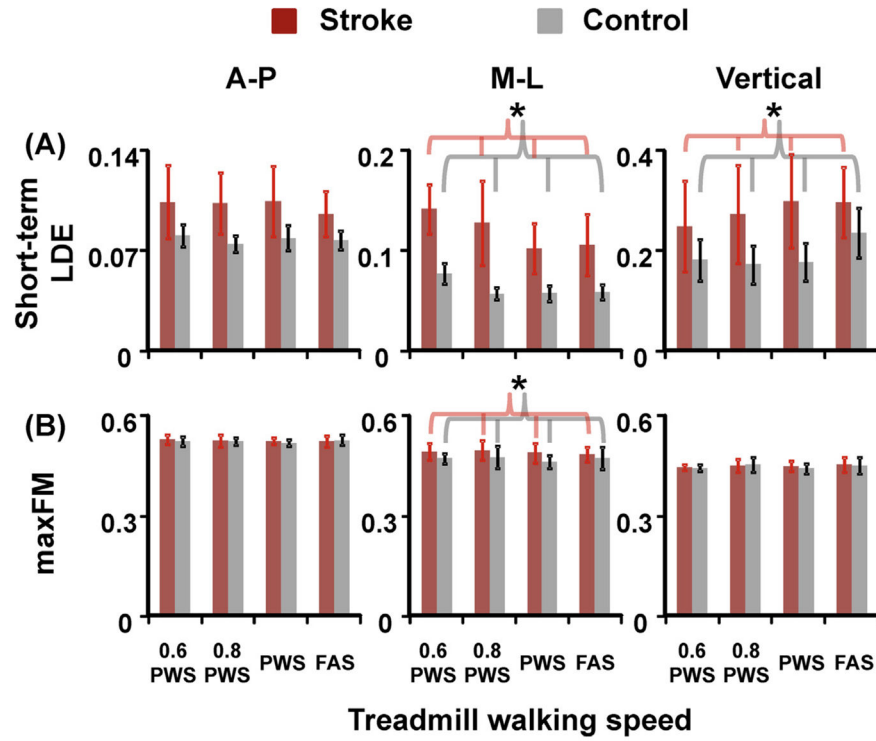 Stroke Control
A-P M-L Vertical
(A)
Short-term
LDE
0.14
0.07
0
*
0.2
0.1
0
*
0.4
0.2
0
(B)
maxFM
0.6
0.3
0
*
0.6
0.3
0
0.6
0.3
0
0.6 0.8 PWS FAS 0.6 0.8 PWS FAS 0.6 0.8 PWS FAS
PWS PWS PWS PWS PWS PWS
Treadmill walking speed